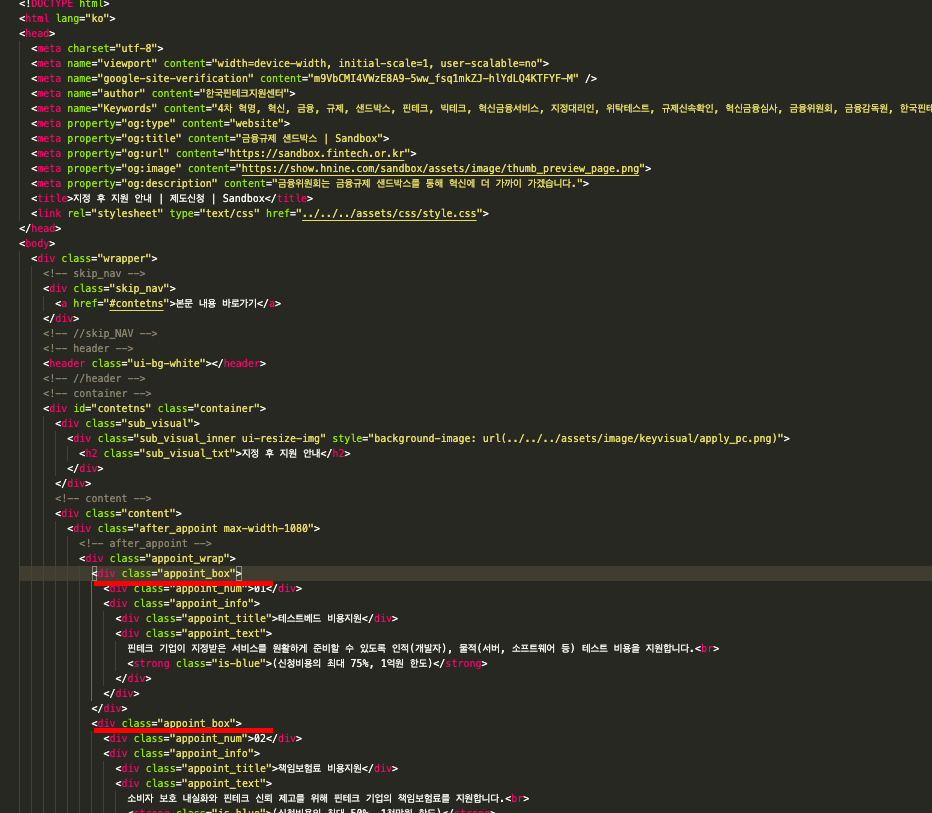 <!DOCTYPE html>
<html lang="ko">
<head>
<meta charset="utf-8">
<meta name="viewport" content="width=device-width, initial-scale=1, user-scalable=no">
<meta name="google-site-verification" content="m9VbCMI4VWzE8A9-5ww_fsq1mkZJ-hlYdLQ4KTFYF-M" />
<meta name="author" content="한국핀테크지원센터">
<meta name="Keywords" content="4차 혁명, 혁신, 금융, 규제, 샌드박스, 핀테크, 빅테크, 혁신금융서비스, 지정대리인, 위탁테스트, 규제신속확인, 혁신금융심사, 금융위원회, 금융감독원, 한국핀테
<meta property="og:type" content="website">
<meta property="og:title" content="금융규제 샌드박스 | Sandbox">
<meta property="og:url" content="https://sandbox.fintech.or.kr">
<meta property="og:image" content="https://show.hnine.com/sandbox/assets/image/thumb_preview_page.png">
<meta property="og:description" content="금융위원회는 금융규제 샌드박스를 통해 혁신에 더 가까이 가겠습니다.">
<title>지정 후 지원 안내 | 제도신청 | Sandbox</title>
<link rel="stylesheet" type="text/css" href="../../../assets/css/style.css">
</head>
<body>
<div class="wrapper">
<!-- skip_nav -->
<div class="skip_nav">
<a href="#contetns">본문 내용 바로가기</a>
</div>
<!-- //skip_NAV -->
<!-- header -->
<header class="ui-bg-white"></header>
<!-- //header -->
<!-- container -->
<div id="contetns" class="container">
<div class="sub_visual">
<div class="sub_visual_inner ui-resize-img" style="background-image: url(../../../assets/image/keyvisual/apply_pc.png)">
<h2 class="sub_visual_txt">지정 후 지원 안내</h2>
</div>
</div>
<!-- content -->
<div class="content">
<div class="after_appoint max-width-1080">
<!-- after_appoint -->
<div class="appoint_wrap">
<div class="appoint_box">
<div class="appoint_num">01</div>
<div class="appoint_info">
<div class="appoint_title">테스트베드 비용지원</div>
<div class="appoint_text">
핀테크 기업이 지정받은 서비스를 원활하게 준비할 수 있도록 인적(개발자), 물적(서버, 소프트웨어 등) 테스트 비용을 지원합니다.<br>
<strong class="is-blue">(신청비용의 최대 75%, 1억원 한도)</strong>
</div>
</div>
</div>
<div class="appoint_box">
<div class="appoint_num">02</div>
<div class="appoint_info">
<div class="appoint_title">책임보험료 비용지원</div>
<div class="appoint_text">
소비자 보호 내실화와 핀테크 신뢰 제고를 위해 핀테크 기업의 책임보험료를 지원합니다.<br>
<strong class="is-blue">(신청비용의 최대 50%, 1천만원 한도)</strong>